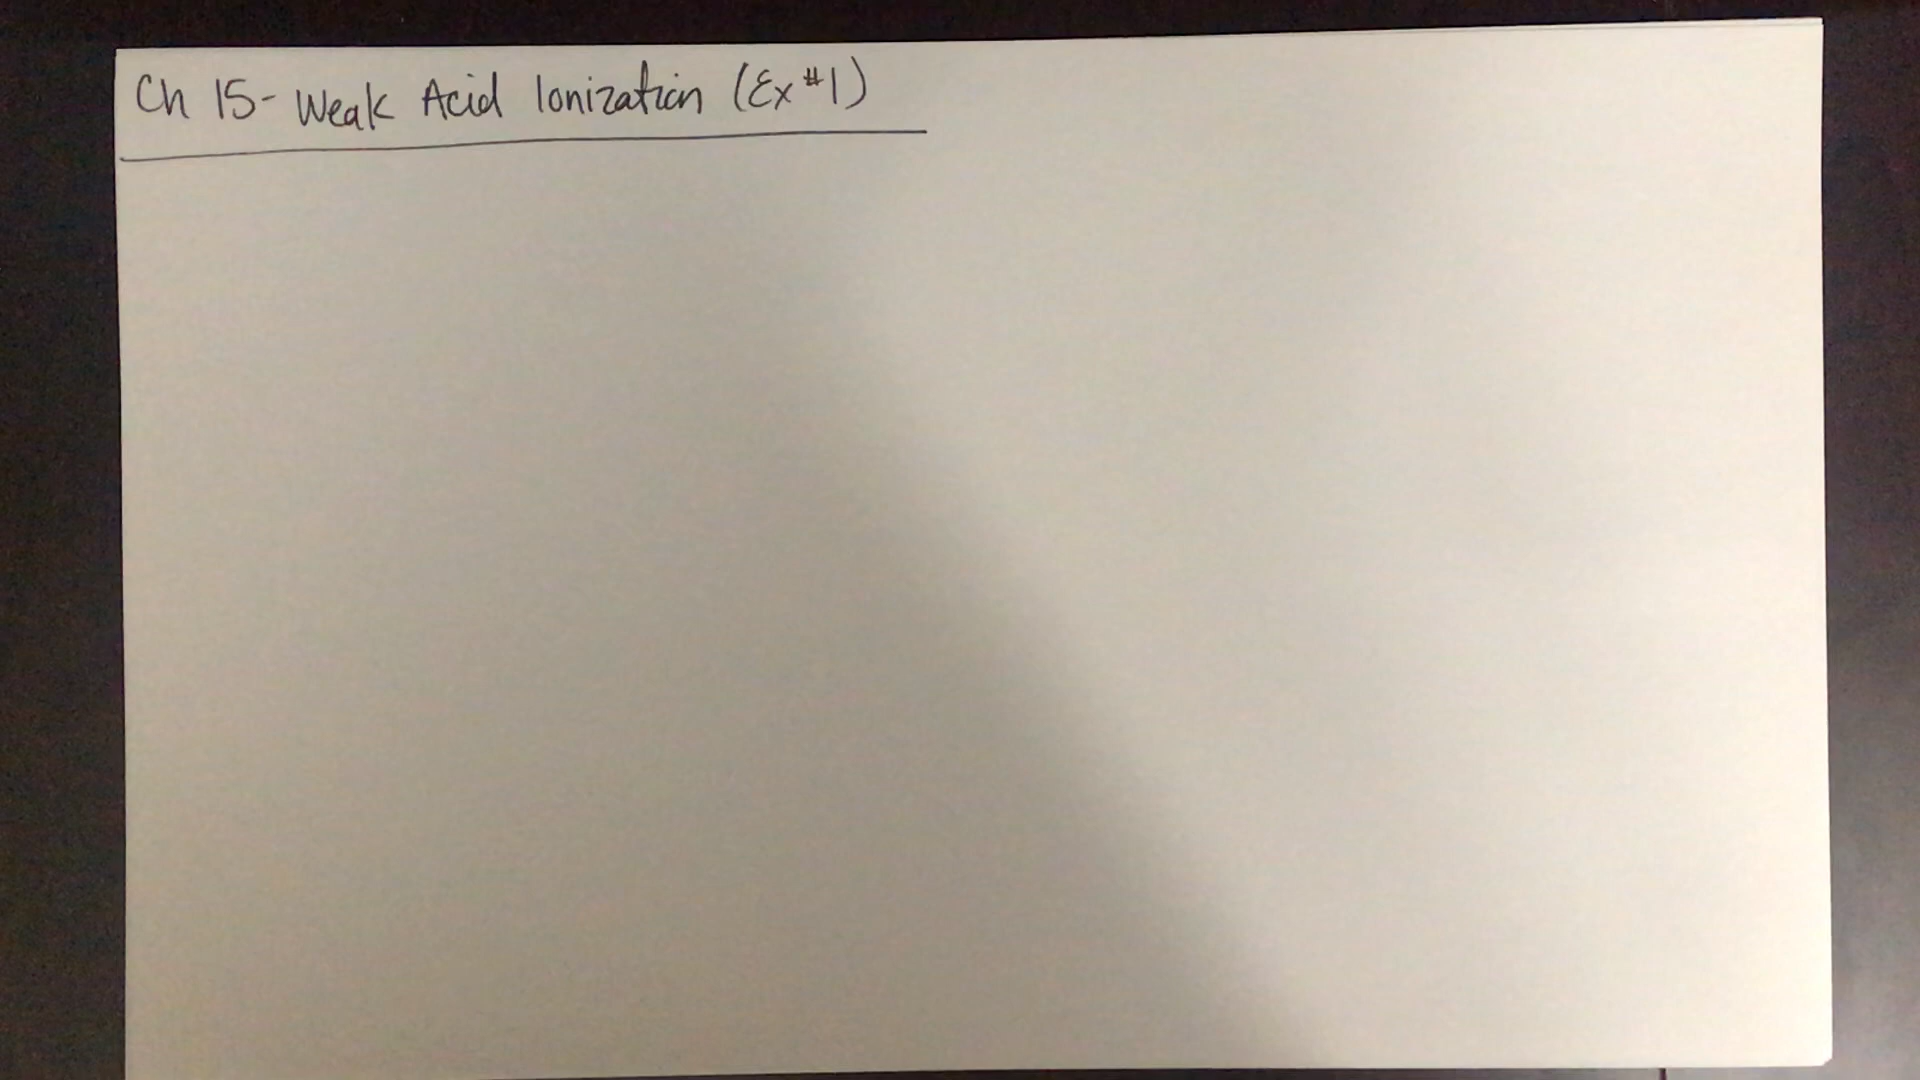 Ch 15- Weak Acid Ionization (Ex #1)